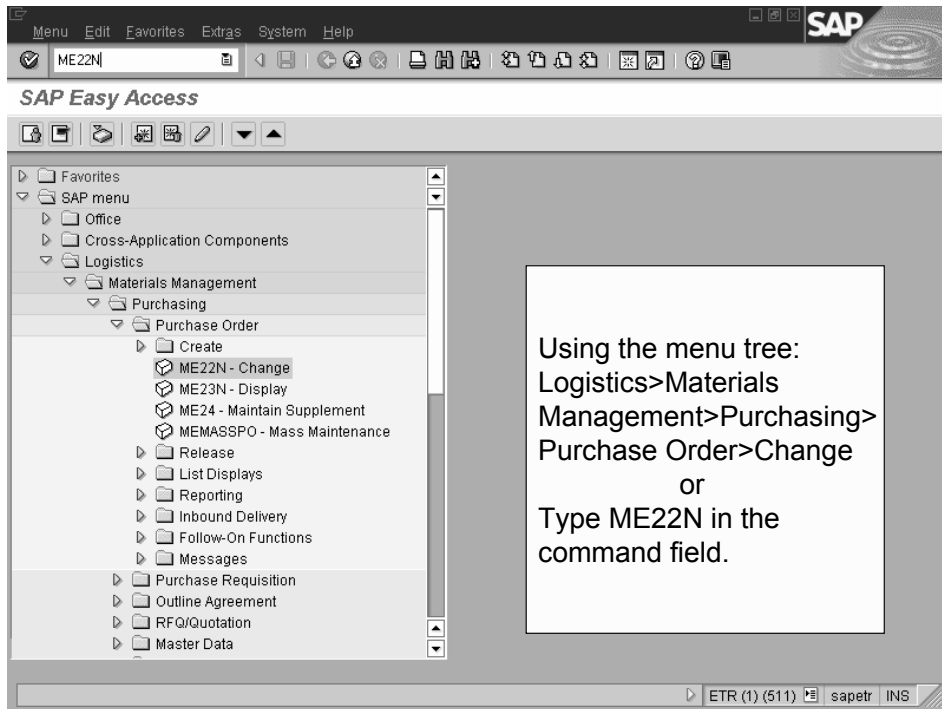 Menu Edit Favorites Extras System Help
SAP
ME22N
SAP Easy Access
Favorites
SAP menu
Office
Cross-Application Components
Logistics
Materials Management
Purchasing
Purchase Order
Create
ME22N - Change
ME23N - Display
ME24 - Maintain Supplement
MEMASSPO - Mass Maintenance
Release
List Displays
Reporting
Inbound Delivery
Follow-On Functions
Messages
Purchase Requisition
Outline Agreement
RFQ/Quotation
Master Data
Using the menu tree:
Logistics>Materials
Management>Purchasing>
Purchase Order>Change
or
Type ME22N in the
command field.
ETR (1) (511) sapetr INS